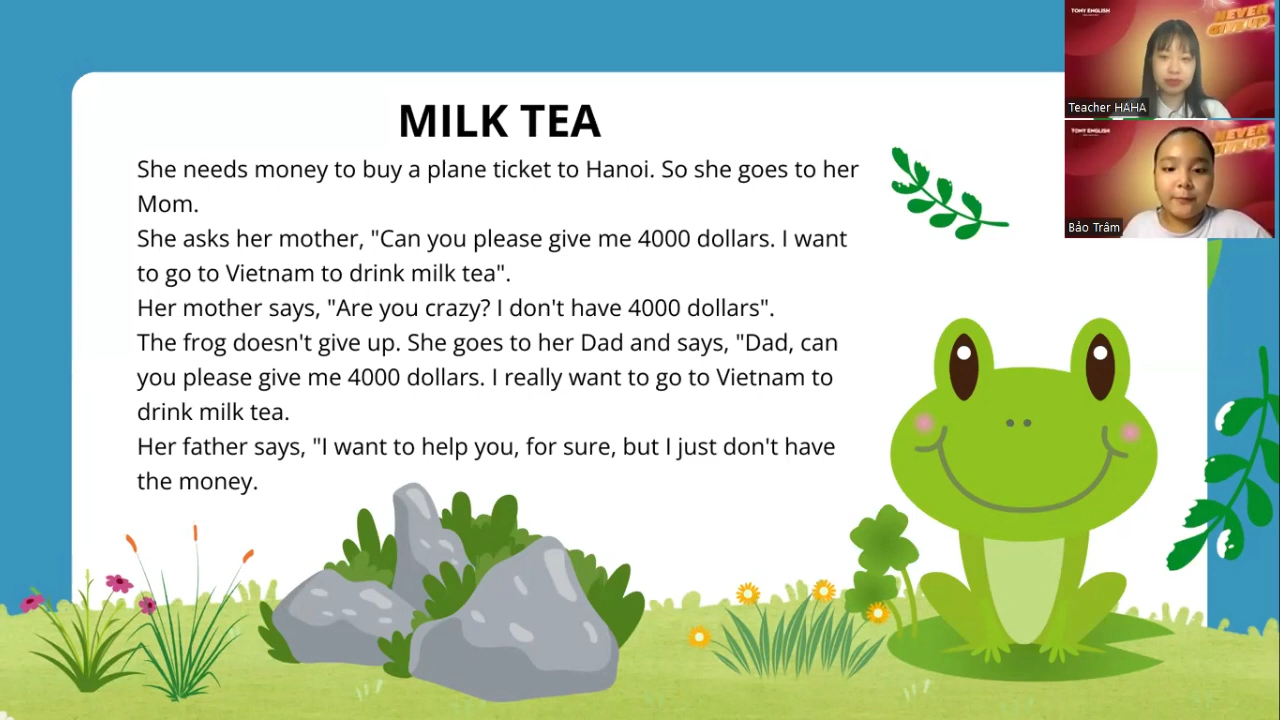 MILK TEA
She needs money to buy a plane ticket to Hanoi. So she goes to her
Mom.
She asks her mother, "Can you please give me 4000 dollars. I want
to go to Vietnam to drink milk tea".
Her mother says, "Are you crazy? I don't have 4000 dollars".
The frog doesn't give up. She goes to her Dad and says, "Dad, can
you please give me 4000 dollars. I really want to go to Vietnam to
drink milk tea.
Her father says, "I want to help you, for sure, but I just don't have
the money.
TONY ENGLISH
NEVER
GIVE UP
Teacher HAHA
TONY ENGLISH
NEVER
Bảo Trâm